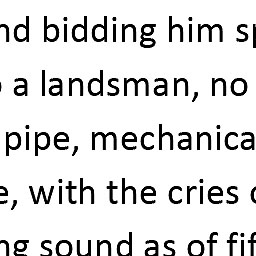 nd bidding him sp
a landsman, no
pipe, mechanica
e, with the cries
ng sound as of fif